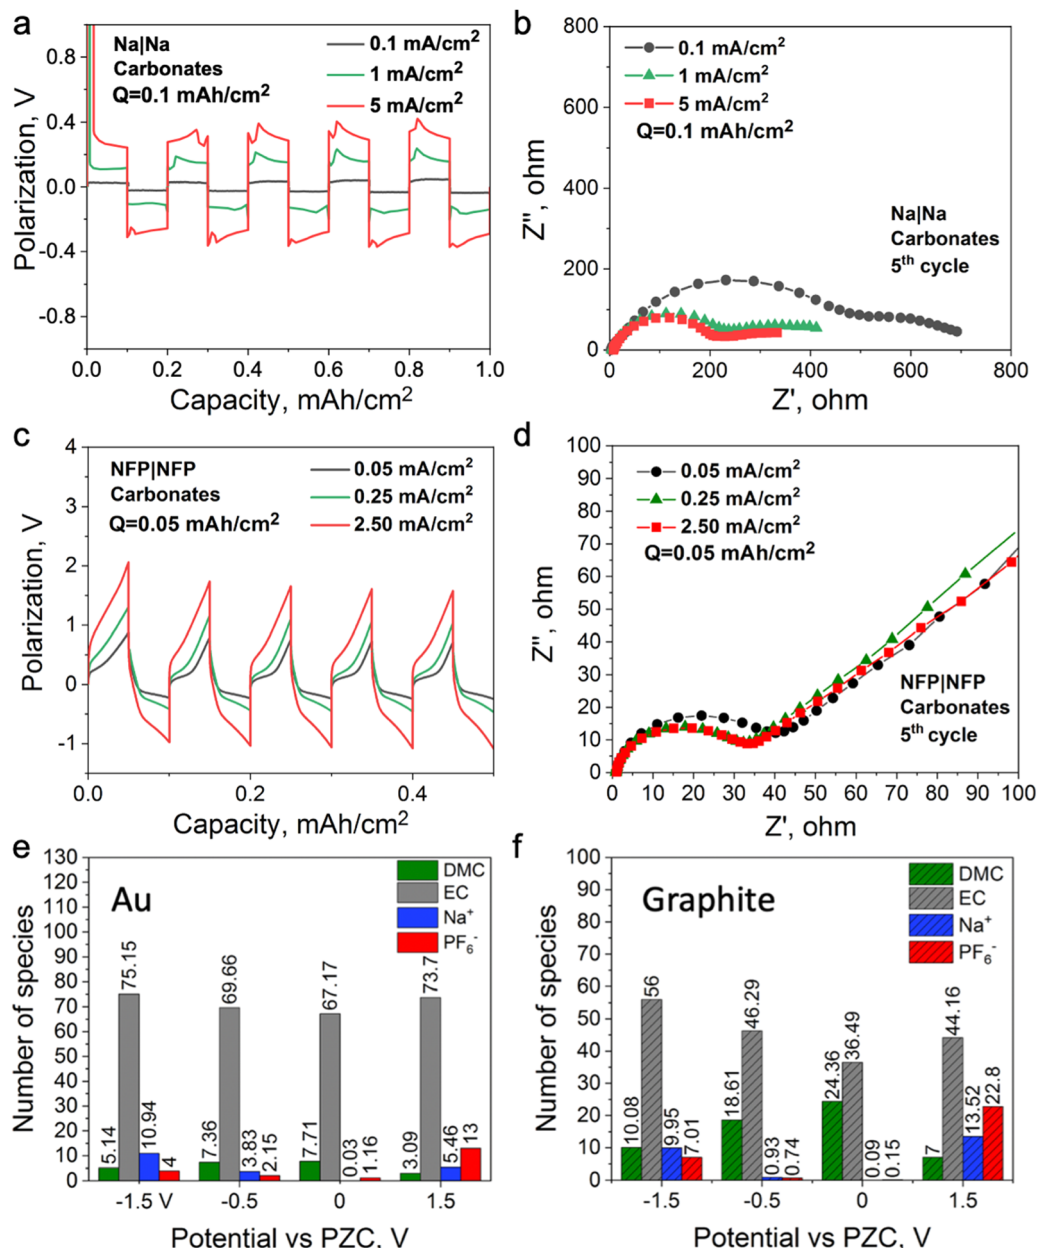 a
Na|Na
Carbonates
Q=0.1 mAh/cm²
0.1 mA/cm²
1 mA/cm²
5 mA/cm²
Polarization, V
0.8
0.4
0.0
-0.4
-0.8
0.0 0.2 0.4 0.6 0.8 1.0
Capacity, mAh/cm²
b
0.1 mA/cm²
1 mA/cm²
5 mA/cm²
Q=0.1 mAh/cm²
Na|Na
Carbonates
5th cycle
Z'', ohm
800
600
400
200
0
0 200 400 600 800
Z', ohm
c
NFP|NFP
Carbonates
Q=0.05 mAh/cm²
0.05 mA/cm²
0.25 mA/cm²
2.50 mA/cm²
Polarization, V
4
3
2
1
0
-1
0.0 0.2 0.4
Capacity, mAh/cm²
d
0.05 mA/cm²
0.25 mA/cm²
2.50 mA/cm²
Q=0.05 mAh/cm²
NFP|NFP
Carbonates
5th cycle
Z'', ohm
100
90
80
70
60
50
40
30
20
10
0
0 10 20 30 40 50 60 70 80 90 100
Z', ohm
e
Au
DMC
EC
Na⁺
PF₆⁻
Number of species
130
120
110
100
90
80
70
60
50
40
30
20
10
0
5.14 75.15 10.94 4
7.36 69.66 3.83 2.15
7.71 67.17 0.03 1.16
3.09 73.7 5.46 13
-1.5 V -0.5 0 1.5
Potential vs PZC, V
f
Graphite
DMC
EC
Na⁺
PF₆⁻
Number of species
100
90
80
70
60
50
40
30
20
10
0
10.08 56 9.95 7.01
18.61 46.29 0.93 0.74
24.36 36.49 0.09 0.15
7 44.16 13.52 22.8
-1.5 -0.5 0 1.5
Potential vs PZC, V